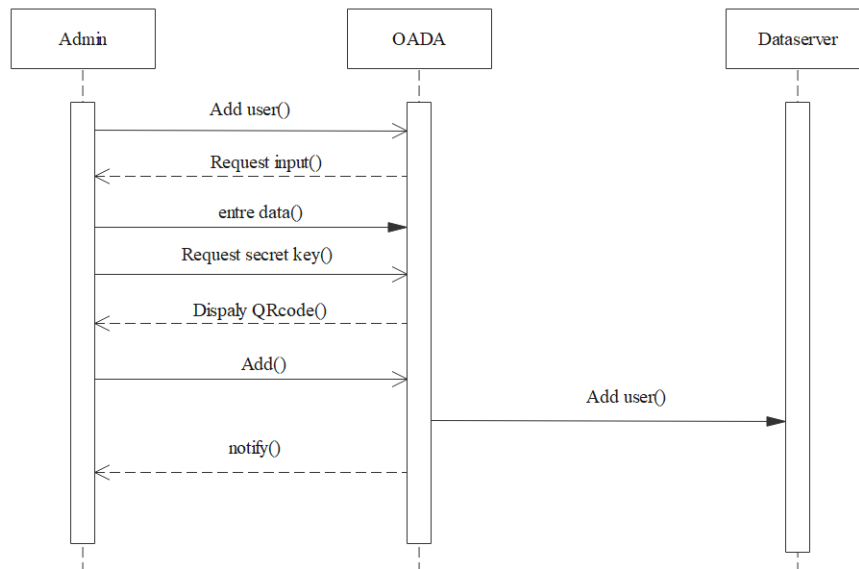 Admin
OADA
Dataserver
Add user()
Request input()
entre data()
Request secret key()
Dispaly QRcode()
Add()
Add user()
notify()